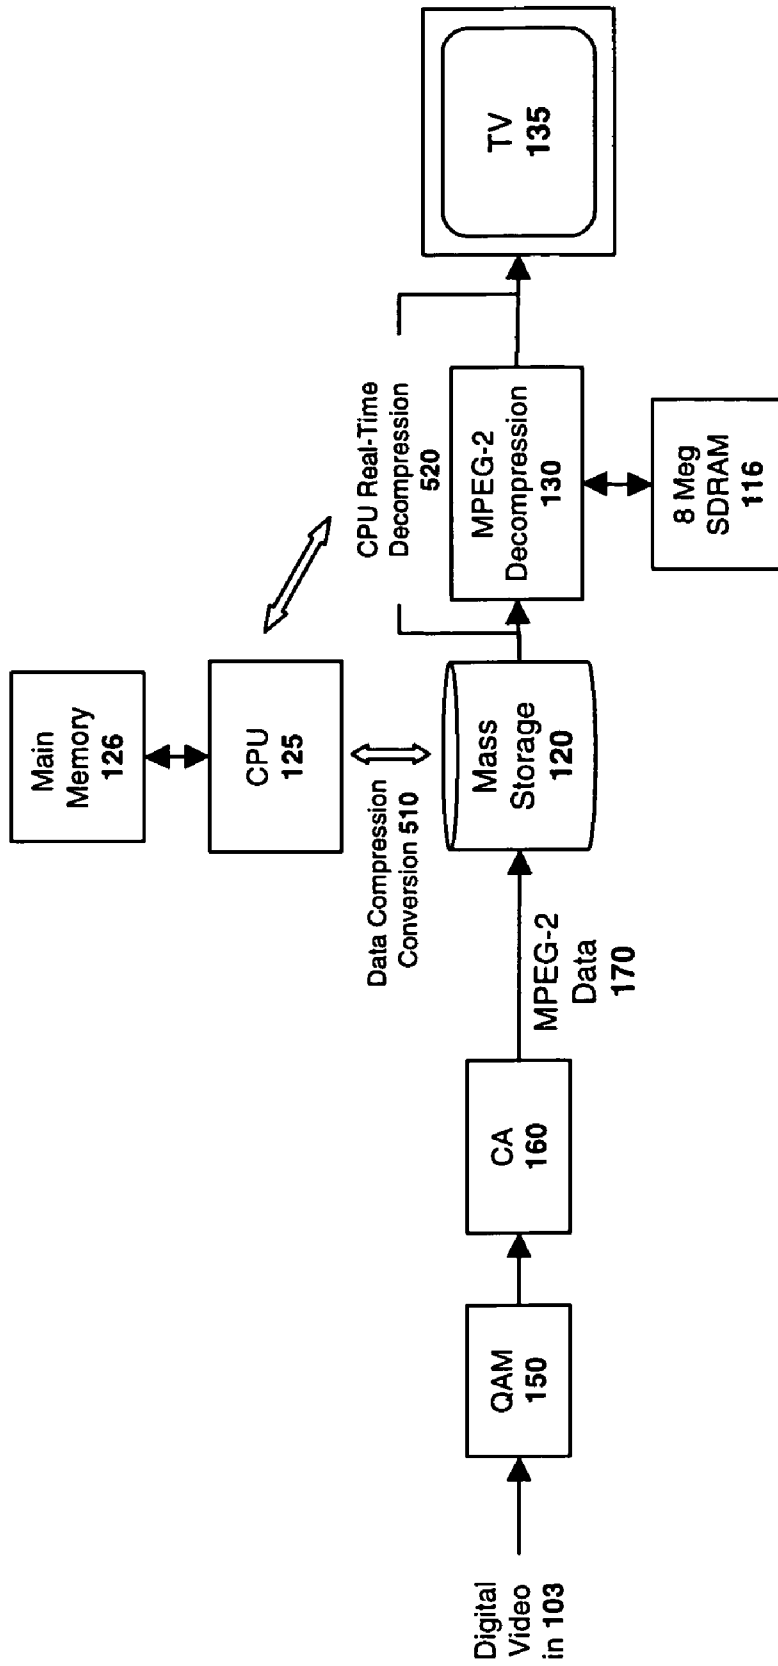 Main
Memory
126
CPU
125
Data Compression
Conversion 510
CPU Real-Time
Decompression
520
Digital
Video
in 103
QAM
150
CA
160
MPEG-2
Data
170
Mass
Storage
120
MPEG-2
Decompression
130
8 Meg
SDRAM
116
TV
135